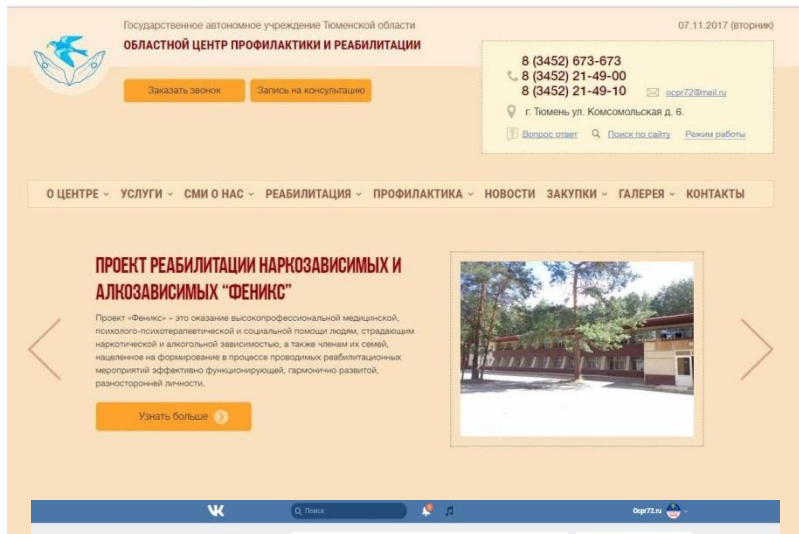 Государственное автономное учреждение Тюменской области
07.11.2017 (вторник)
ОБЛАСТНОЙ ЦЕНТР ПРОФИЛАКТИКИ И РЕАБИЛИТАЦИИ
Заказать звонок
Запись на консультацию
8 (3452) 673-673
8 (3452) 21-49-00
8 (3452) 21-49-10
ocpr72@mail.ru
г. Тюмень ул. Комсомольская д. 6.
Вопрос ответ
Поиск по сайту
Режим работы
О ЦЕНТРЕ УСЛУГИ СМИ О НАС РЕАБИЛИТАЦИЯ ПРОФИЛАКТИКА НОВОСТИ ЗАКУПКИ ГАЛЕРЕЯ КОНТАКТЫ
ПРОЕКТ РЕАБИЛИТАЦИИ НАРКОЗАВИСИМЫХ И
АЛКОЗАВИСИМЫХ “ФЕНИКС”
Проект «Феникс» – это оказание высокопрофессиональной медицинской,
психолого-психотерапевтической и социальной помощи людям, страдающим
наркотической и алкогольной зависимостью, а также членам их семей,
нацеленное на формирование в процессе проводимых реабилитационных
мероприятий эффективно функционирующей, гармонично развитой,
разносторонней личности.
Узнать больше
Поиск
Ocpr72.ru